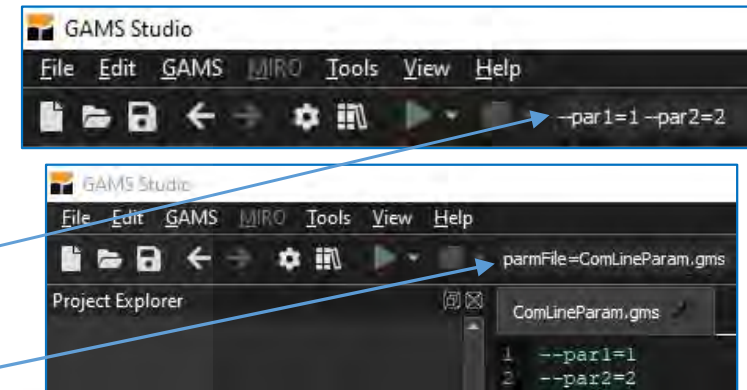 GAMS Studio
File Edit GAMS MIRO Tools View Help
--par1=1 --par2=2
GAMS Studio
File Edit GAMS MIRO Tools View Help
parmFile=ComLineParam.gms
Project Explorer
ComLineParam.gms
1 --par1=1
2 --par2=2